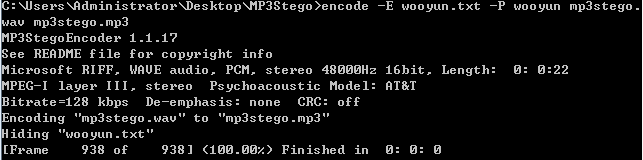 C:\Users\Administrator\Desktop\MP3Stego>encode -E wooyun.txt -P wooyun mp3stego.
wav mp3stego.mp3
MP3StegoEncoder 1.1.17
See README file for copyright info
Microsoft RIFF, WAVE audio, PCM, stereo 48000Hz 16bit, Length:  0: 0:22
MPEG-I layer III, stereo  Psychoacoustic Model: AT&T
Bitrate=128 kbps  De-emphasis: none  CRC: off
Encoding "mp3stego.wav" to "mp3stego.mp3"
Hiding "wooyun.txt"
[Frame   938 of   938] (100.00%) Finished in  0: 0: 0